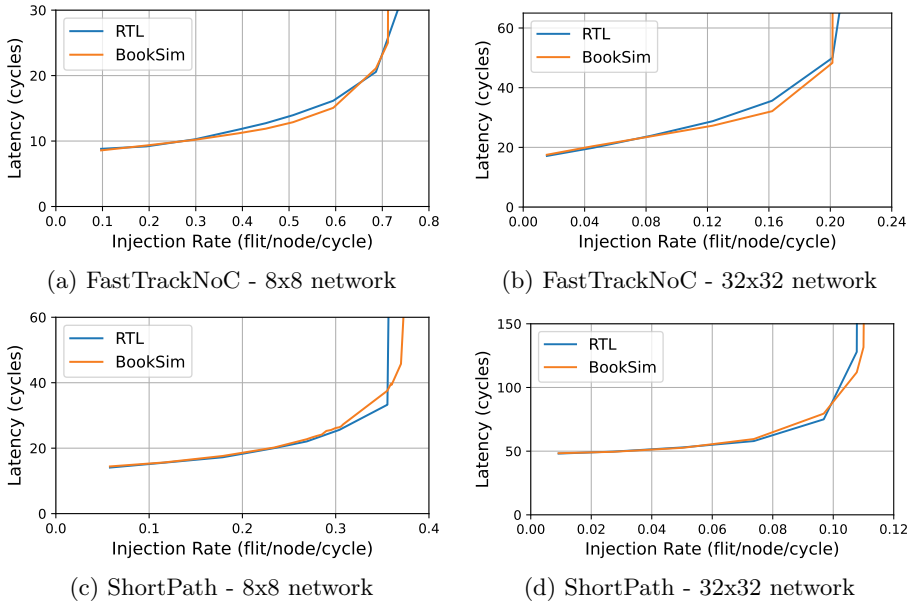 30
20
10
0
Latency (cycles)
RTL
BookSim
0.0 0.1 0.2 0.3 0.4 0.5 0.6 0.7 0.8
Injection Rate (flit/node/cycle)
(a) FastTrackNoC - 8x8 network
60
40
20
0
Latency (cycles)
RTL
BookSim
0.00 0.04 0.08 0.12 0.16 0.20 0.24
Injection Rate (flit/node/cycle)
(b) FastTrackNoC - 32x32 network
60
40
20
0
Latency (cycles)
RTL
BookSim
0.0 0.1 0.2 0.3 0.4
Injection Rate (flit/node/cycle)
(c) ShortPath - 8x8 network
150
100
50
0
Latency (cycles)
RTL
BookSim
0.00 0.02 0.04 0.06 0.08 0.10 0.12
Injection Rate (flit/node/cycle)
(d) ShortPath - 32x32 network